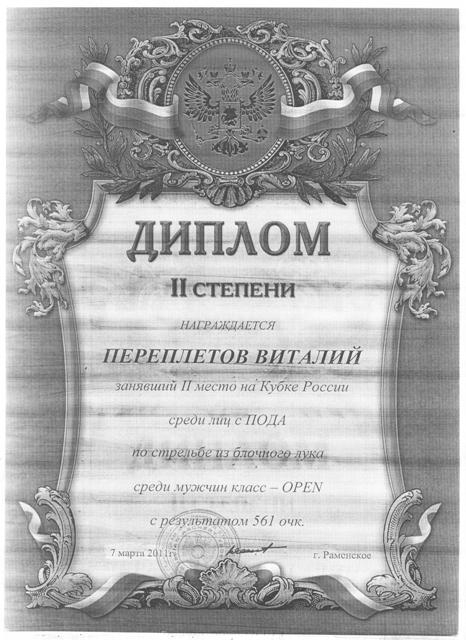 ДИПЛОМ
II СТЕПЕНИ
НАГРАЖДАЕТСЯ
ПЕРЕПЛЕТОВ ВИТАЛИЙ
занявший II место на Кубке России
среди лиц с ПОДА
по стрельбе из блочного лука
среди мужчин класс – OPEN
с результатом 561 очк.
7 марта 2011г. г. Раменское